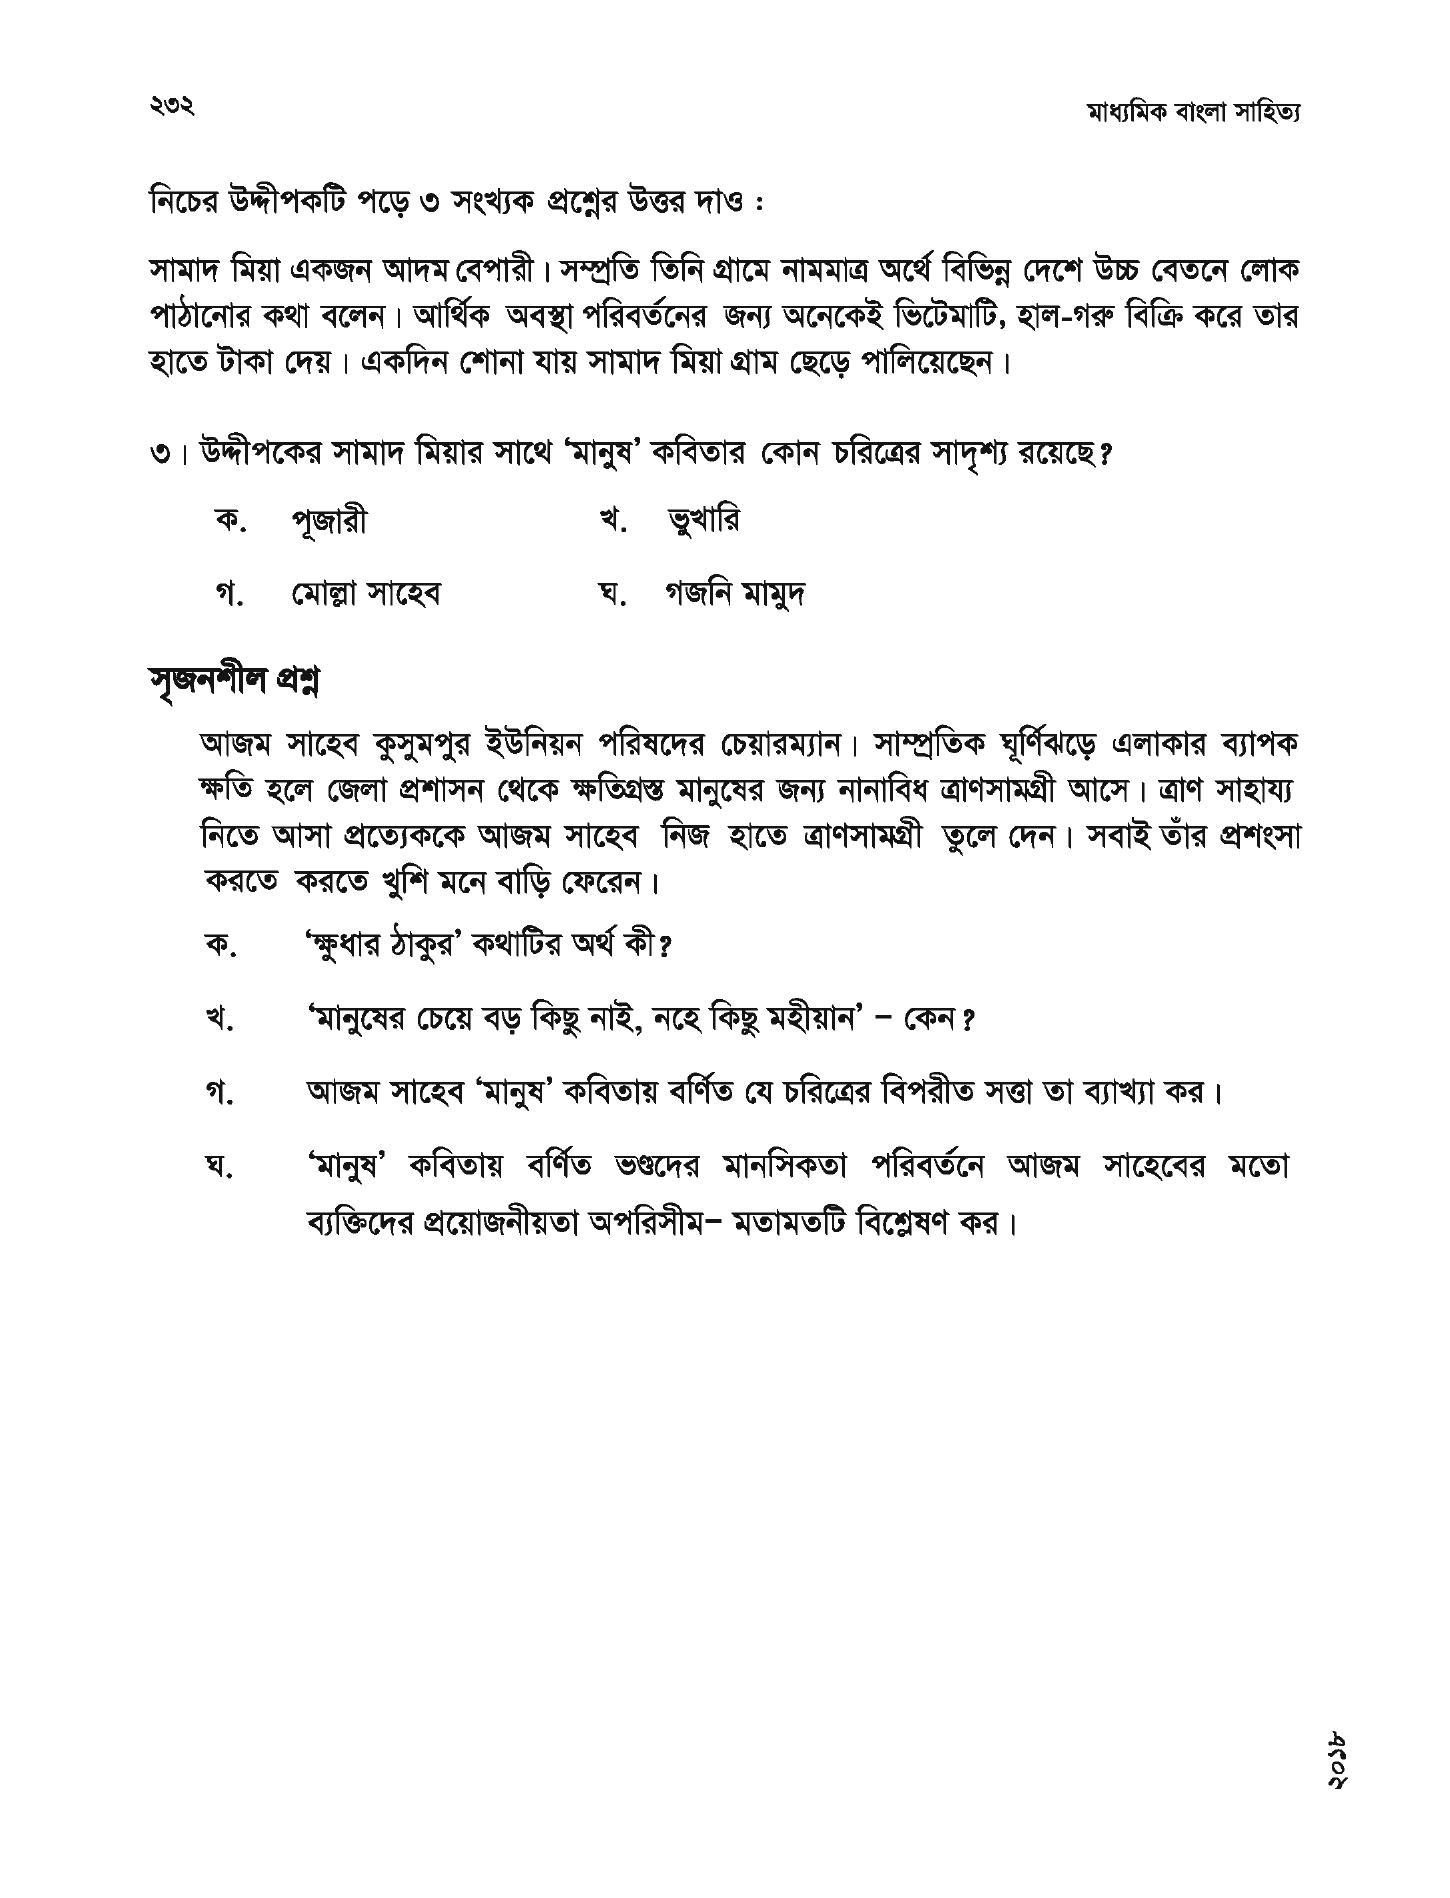 ২৩২
মাধ্যমিক বাংলা সাহিত্য
নিচের উদ্দীপকটি পড়ে ৩ সংখ্যক প্রশ্নের উত্তর দাও :
সামাদ মিয়া একজন আদম বেপারী। সম্প্রতি তিনি গ্রামে নামমাত্র অর্থে বিভিন্ন দেশে উচ্চ বেতনে লোক
পাঠানোর কথা বলেন। আর্থিক অবস্থা পরিবর্তনের জন্য অনেকেই ভিটেমাটি, হাল-গরু বিক্রি করে তার
হাতে টাকা দেয়। একদিন শোনা যায় সামাদ মিয়া গ্রাম ছেড়ে পালিয়েছেন।
৩। উদ্দীপকের সামাদ মিয়ার সাথে ‘মানুষ’ কবিতার কোন চরিত্রের সাদৃশ্য রয়েছে?
ক. পূজারী খ. ভুখারি
গ. মোল্লা সাহেব ঘ. গজনি মামুদ
সৃজনশীল প্রশ্ন
আজম সাহেব কুসুমপুর ইউনিয়ন পরিষদের চেয়ারম্যান। সাম্প্রতিক ঘূর্ণিঝড়ে এলাকার ব্যাপক
ক্ষতি হলে জেলা প্রশাসন থেকে ক্ষতিগ্রস্ত মানুষের জন্য নানাবিধ ত্রাণসামগ্রী আসে। ত্রাণ সাহায্য
নিতে আসা প্রত্যেককে আজম সাহেব নিজ হাতে ত্রাণসামগ্রী তুলে দেন। সবাই তাঁর প্রশংসা
করতে করতে খুশি মনে বাড়ি ফেরেন।
ক. ‘ক্ষুধার ঠাকুর’ কথাটির অর্থ কী?
খ. ‘মানুষের চেয়ে বড় কিছু নাই, নহে কিছু মহীয়ান’ – কেন?
গ. আজম সাহেব ‘মানুষ’ কবিতায় বর্ণিত যে চরিত্রের বিপরীত সত্তা তা ব্যাখ্যা কর।
ঘ. ‘মানুষ’ কবিতায় বর্ণিত ভণ্ডদের মানসিকতা পরিবর্তনে আজম সাহেবের মতো
ব্যক্তিদের প্রয়োজনীয়তা অপরিসীম– মতামতটি বিশ্লেষণ কর।
২০১৮